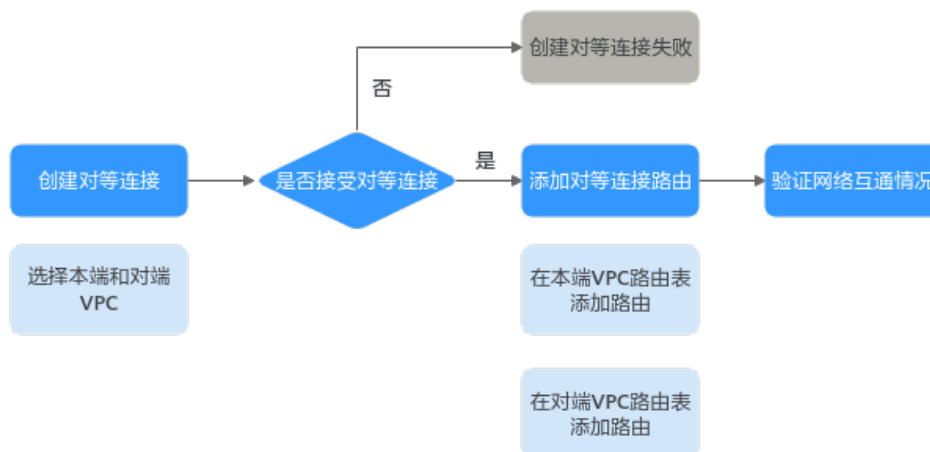 创建对等连接失败
否
创建对等连接
是否接受对等连接
是
添加对等连接路由
验证网络互通情况
选择本端和对端
VPC
在本端VPC路由表
添加路由
在对端VPC路由表
添加路由